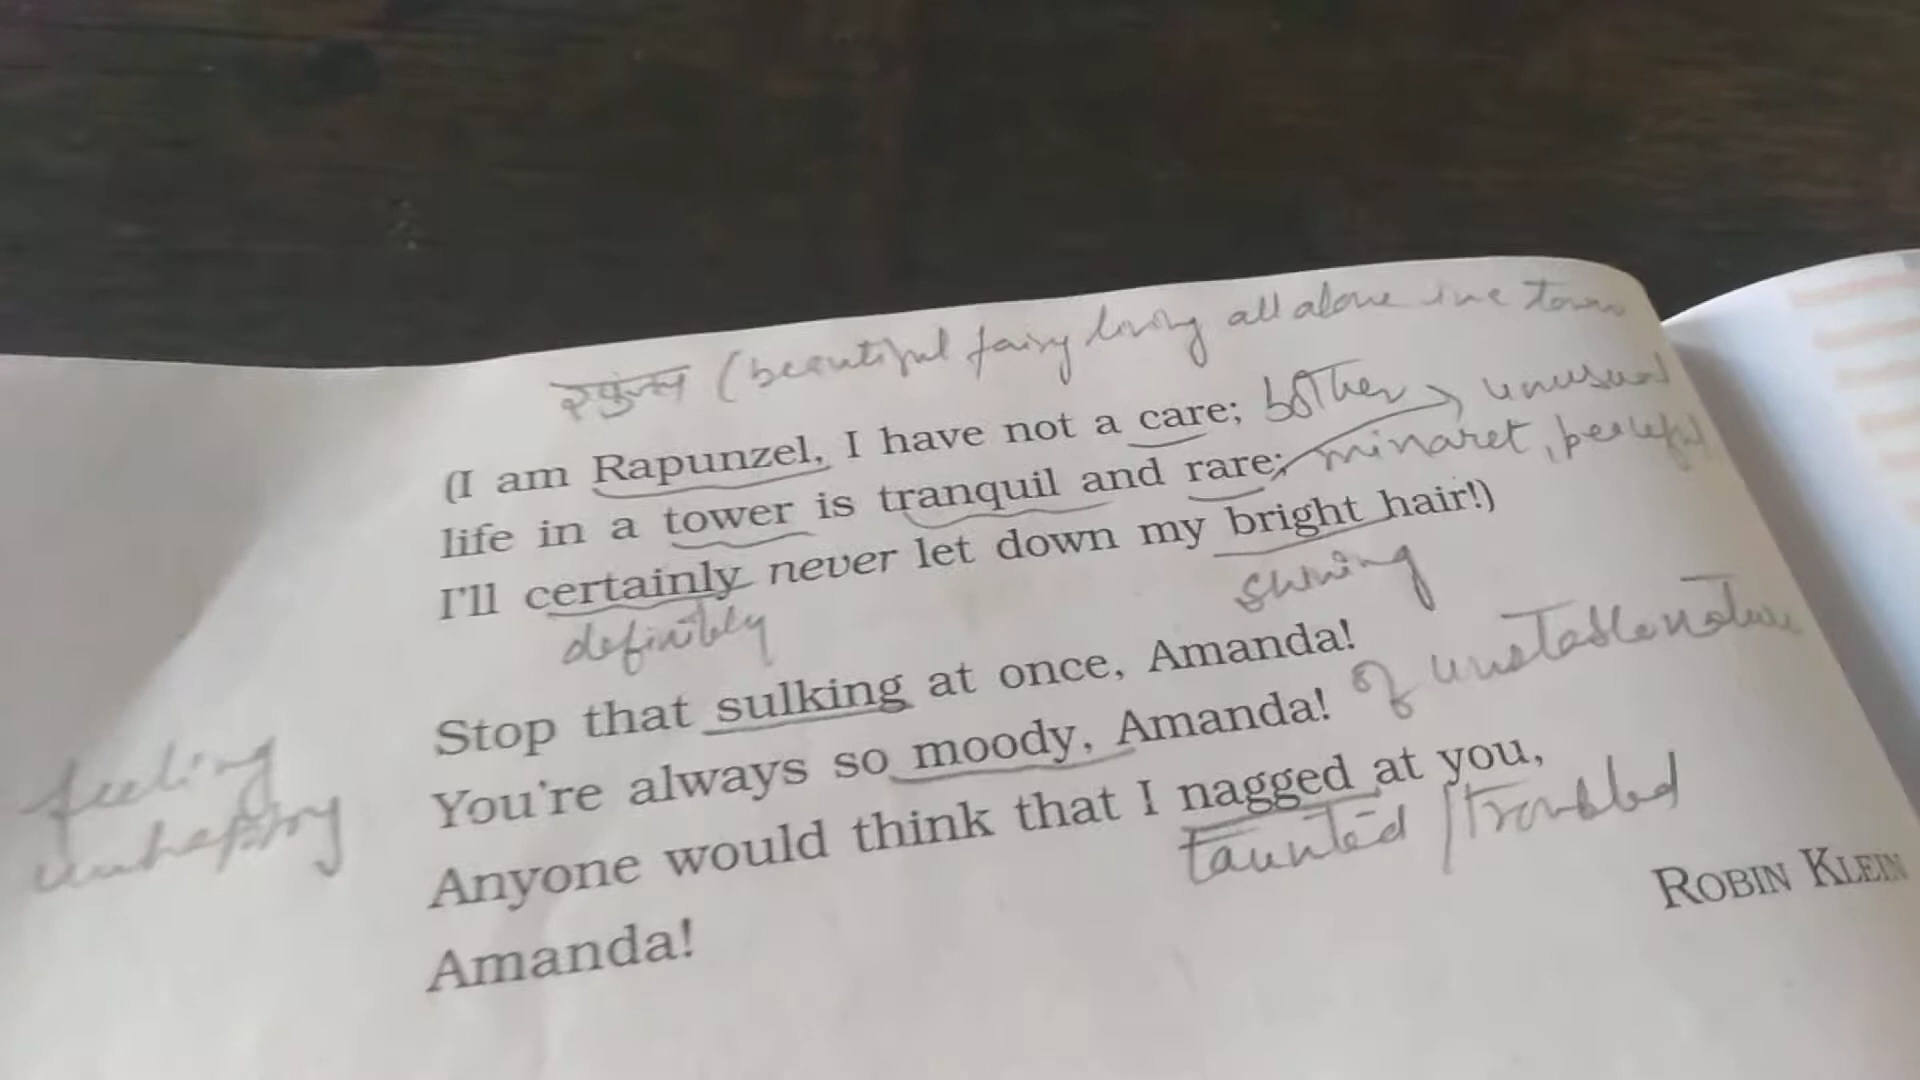 (beautiful fairy living all alone in a tower
(I am Rapunzel, I have not a care; bother unusual
life in a tower is tranquil and rare; minaret, peaceful
I'll certainly never let down my bright hair!)
definitely shining
Stop that sulking at once, Amanda!
You're always so moody, Amanda! of unstable nature
feeling
unhappy
Anyone would think that I nagged at you,
taunted / troubled
Amanda!
ROBIN KLEIN